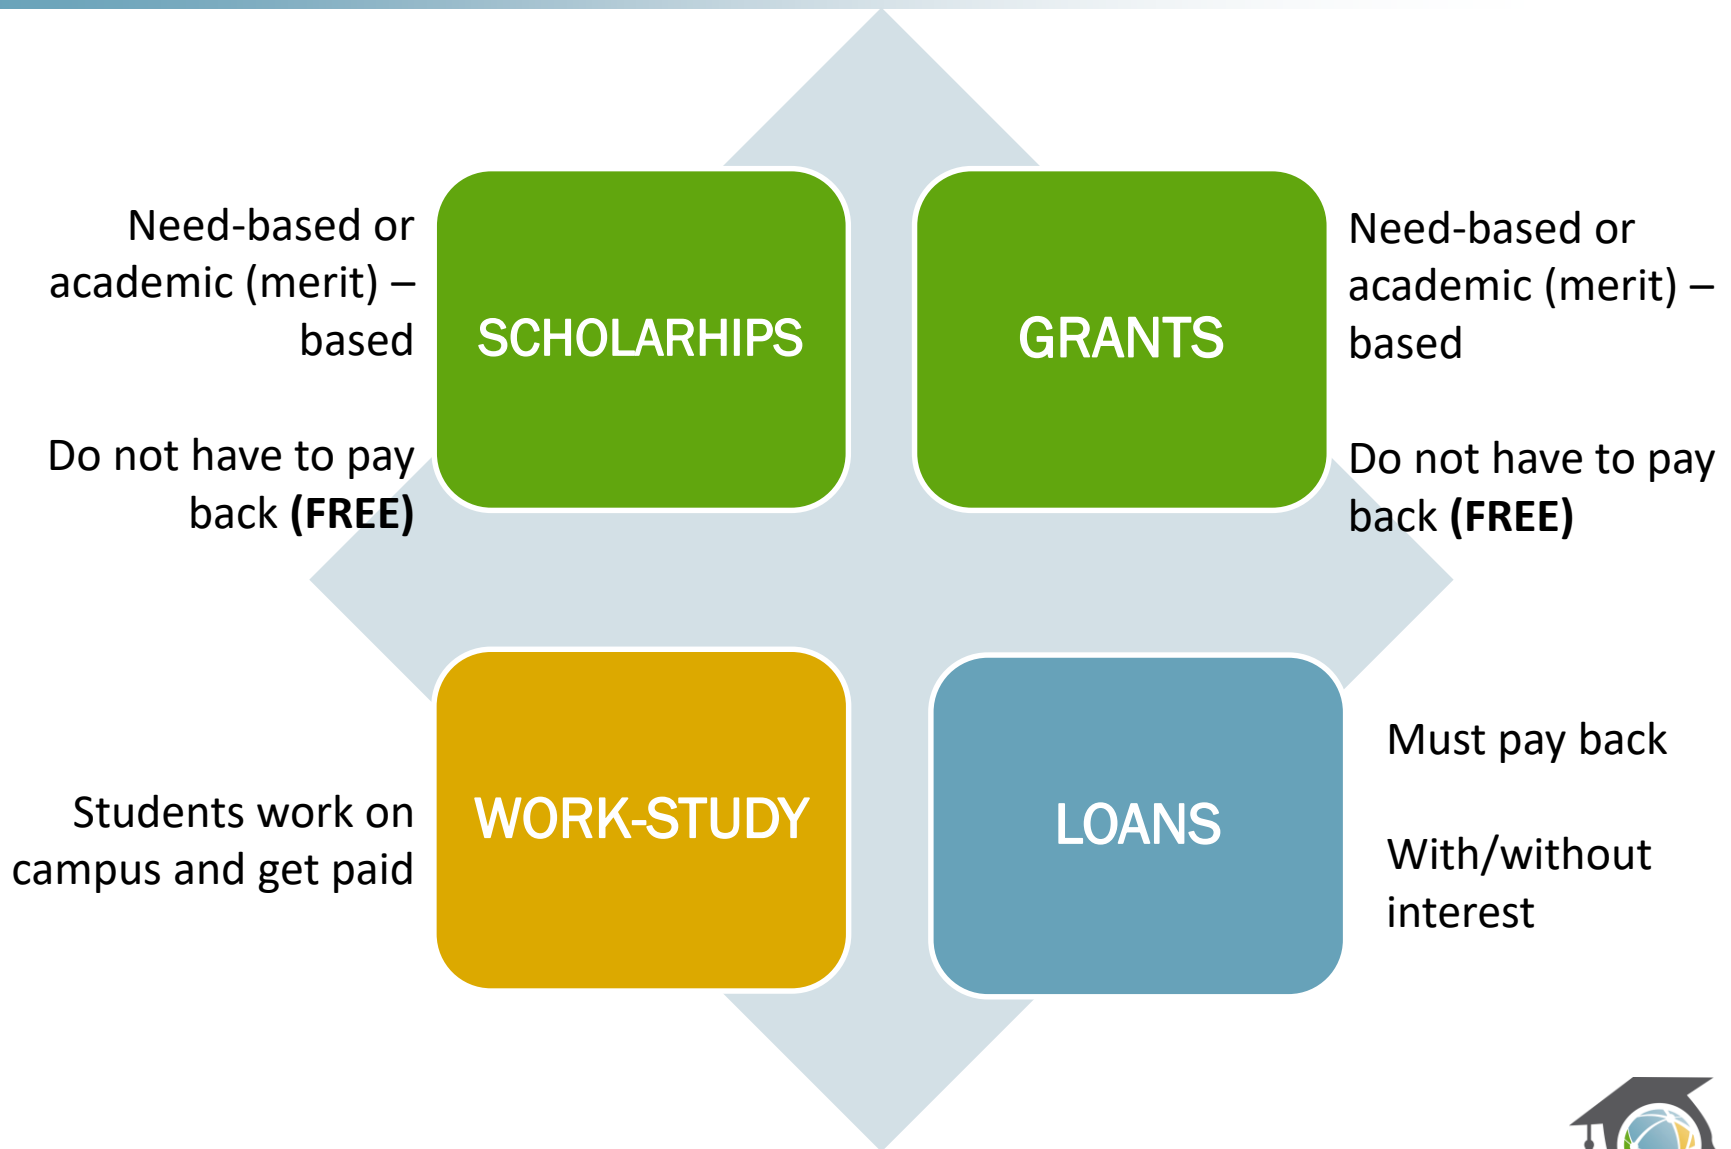 Need-based or
academic (merit) –
based
Do not have to pay
back (FREE)
SCHOLARHIPS
GRANTS
Need-based or
academic (merit) –
based
Do not have to pay
back (FREE)
Students work on
campus and get paid
WORK-STUDY
LOANS
Must pay back
With/without
interest